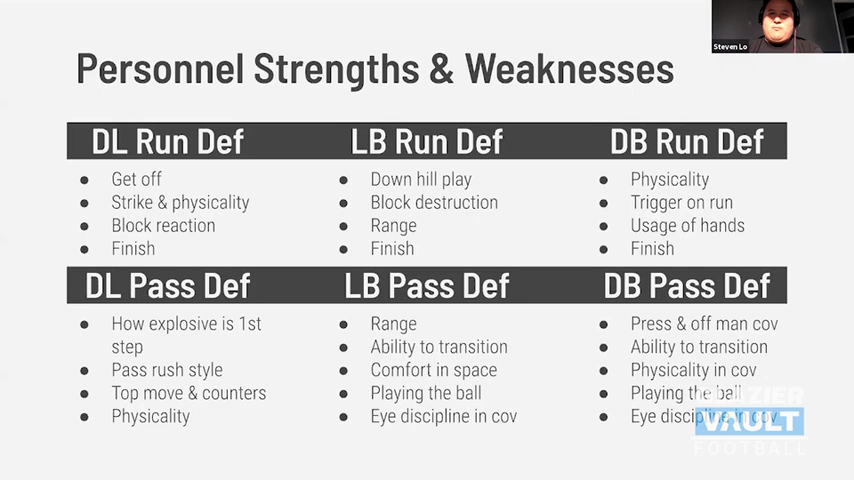 Steven Lo
Personnel Strengths & Weaknesses
DL Run Def
● Get off
● Strike & physicality
● Block reaction
● Finish
LB Run Def
● Down hill play
● Block destruction
● Range
● Finish
DB Run Def
● Physicality
● Trigger on run
● Usage of hands
● Finish
DL Pass Def
● How explosive is 1st
step
● Pass rush style
● Top move & counters
● Physicality
LB Pass Def
● Range
● Ability to transition
● Comfort in space
● Playing the ball
● Eye discipline in cov
DB Pass Def
● Press & off man cov
● Ability to transition
● Physicality in cov
● Playing the ball
● Eye discipline in cov
GLAZIER
VAULT
FOOTBALL